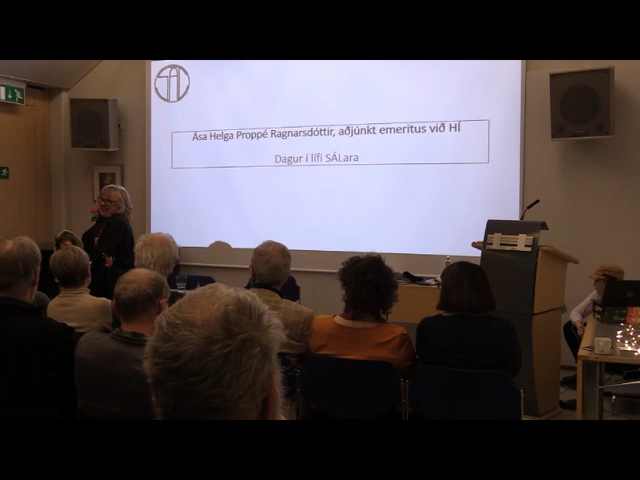 Ása Helga Proppé Ragnarsdóttir, aðjúnkt emeritus við HÍ
Dagur í lífi SÁLara